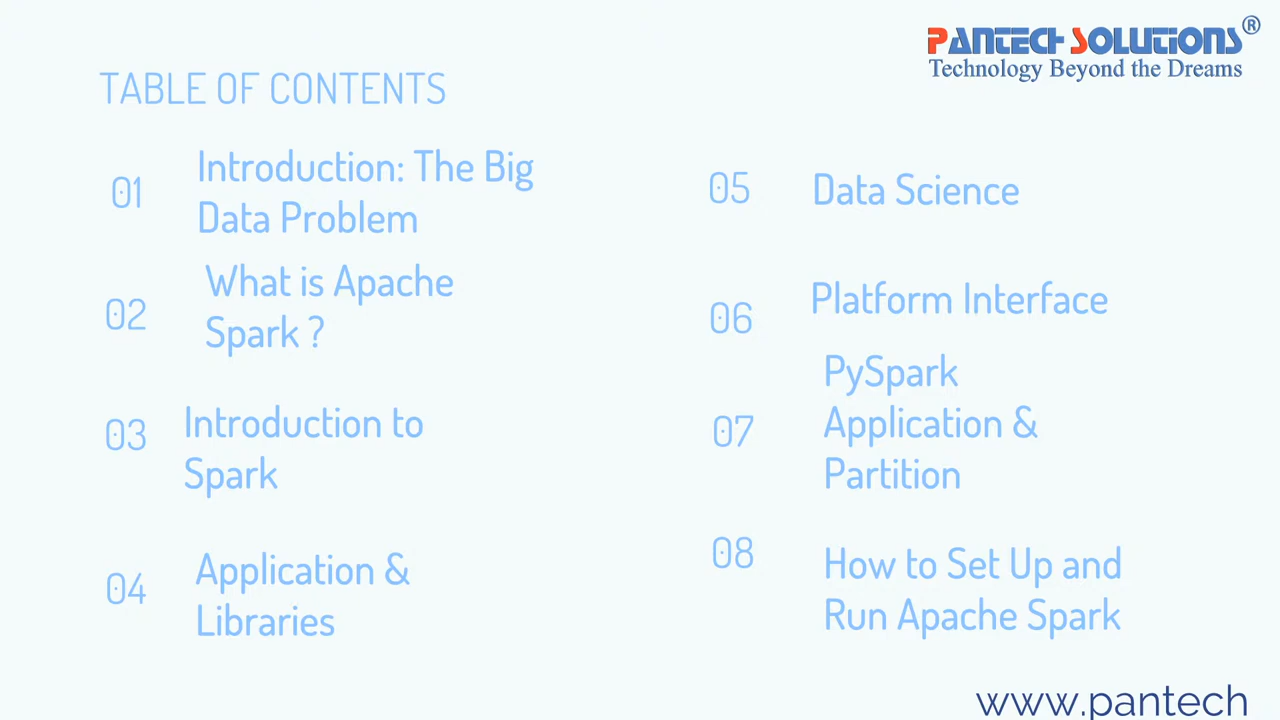 PANTECH SOLUTIONS®
Technology Beyond the Dreams
TABLE OF CONTENTS
01
Introduction: The Big
Data Problem
02
What is Apache
Spark ?
03
Introduction to
Spark
04
Application &
Libraries
05
Data Science
06
Platform Interface
07
PySpark
Application &
Partition
08
How to Set Up and
Run Apache Spark
www.pantech